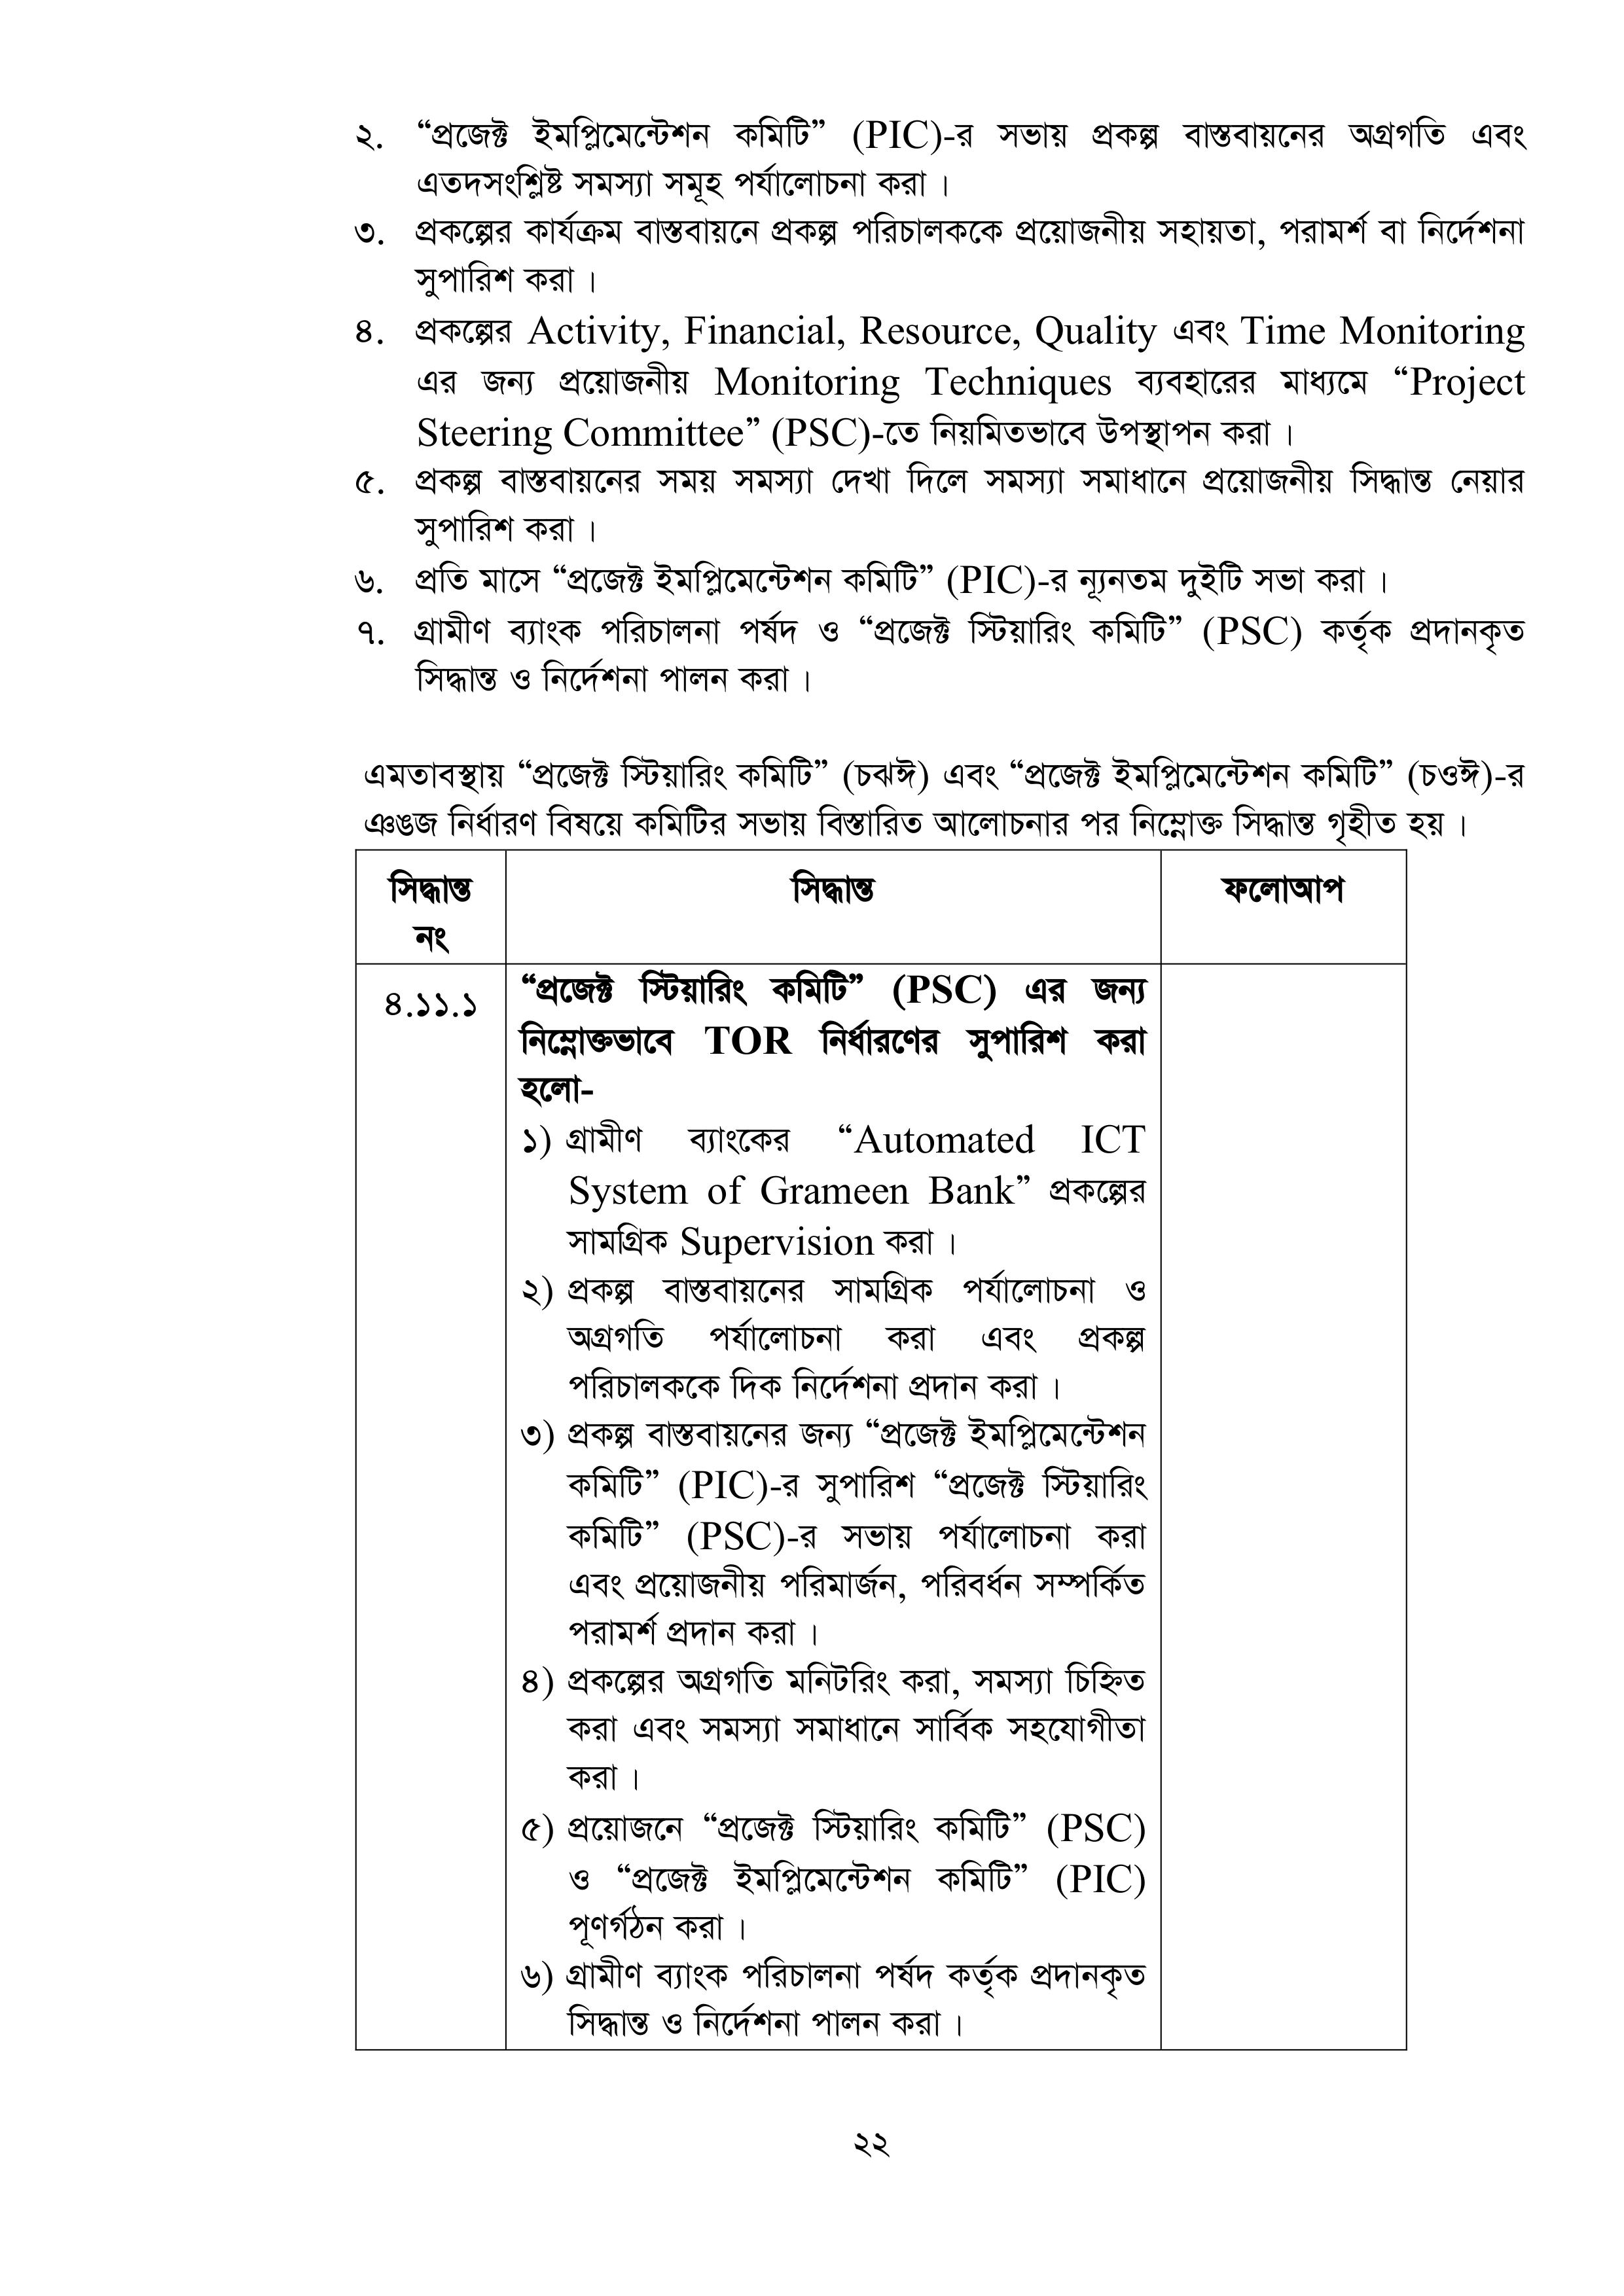 ২. “প্রজেক্ট ইমপ্লিমেন্টেশন কমিটি” (PIC)-র সভায় প্রকল্প বাস্তবায়নের অগ্রগতি এবং
এতদসংশ্লিষ্ট সমস্যা সমূহ পর্যালোচনা করা।
৩. প্রকল্পের কার্যক্রম বাস্তবায়নে প্রকল্প পরিচালককে প্রয়োজনীয় সহায়তা, পরামর্শ বা নির্দেশনা
সুপারিশ করা।
৪. প্রকল্পের Activity, Financial, Resource, Quality এবং Time Monitoring
এর জন্য প্রয়োজনীয় Monitoring Techniques ব্যবহারের মাধ্যমে “Project
Steering Committee” (PSC)-তে নিয়মিতভাবে উপস্থাপন করা।
৫. প্রকল্প বাস্তবায়নের সময় সমস্যা দেখা দিলে সমস্যা সমাধানে প্রয়োজনীয় সিদ্ধান্ত নেয়ার
সুপারিশ করা।
৬. প্রতি মাসে “প্রজেক্ট ইমপ্লিমেন্টেশন কমিটি” (PIC)-র ন্যূনতম দুইটি সভা করা।
৭. গ্রামীণ ব্যাংক পরিচালনা পর্ষদ ও “প্রজেক্ট স্টিয়ারিং কমিটি” (PSC) কর্তৃক প্রদানকৃত
সিদ্ধান্ত ও নির্দেশনা পালন করা।
এমতাবস্থায় “প্রজেক্ট স্টিয়ারিং কমিটি” (চঝঈ) এবং “প্রজেক্ট ইমপ্লিমেন্টেশন কমিটি” (চওঈ)-র
ঞঙজ নির্ধারণ বিষয়ে কমিটির সভায় বিস্তারিত আলোচনার পর নিম্নোক্ত সিদ্ধান্ত গৃহীত হয়।
সিদ্ধান্ত নং
সিদ্ধান্ত
ফলোআপ
৪.১১.১
“প্রজেক্ট স্টিয়ারিং কমিটি” (PSC) এর জন্য
নিম্নোক্তভাবে TOR নির্ধারণের সুপারিশ করা
হলো-
১) গ্রামীণ ব্যাংকের “Automated ICT
System of Grameen Bank” প্রকল্পের
সামগ্রিক Supervision করা।
২) প্রকল্প বাস্তবায়নের সামগ্রিক পর্যালোচনা ও
অগ্রগতি পর্যালোচনা করা এবং প্রকল্প
পরিচালককে দিক নির্দেশনা প্রদান করা।
৩) প্রকল্প বাস্তবায়নের জন্য “প্রজেক্ট ইমপ্লিমেন্টেশন
কমিটি” (PIC)-র সুপারিশ “প্রজেক্ট স্টিয়ারিং
কমিটি” (PSC)-র সভায় পর্যালোচনা করা
এবং প্রয়োজনীয় পরিমার্জন, পরিবর্ধন সম্পর্কিত
পরামর্শ প্রদান করা।
৪) প্রকল্পের অগ্রগতি মনিটরিং করা, সমস্যা চিহ্নিত
করা এবং সমস্যা সমাধানে সার্বিক সহযোগীতা
করা।
৫) প্রয়োজনে “প্রজেক্ট স্টিয়ারিং কমিটি” (PSC)
ও “প্রজেক্ট ইমপ্লিমেন্টেশন কমিটি” (PIC)
পূণর্গঠন করা।
৬) গ্রামীণ ব্যাংক পরিচালনা পর্ষদ কর্তৃক প্রদানকৃত
সিদ্ধান্ত ও নির্দেশনা পালন করা।
২২